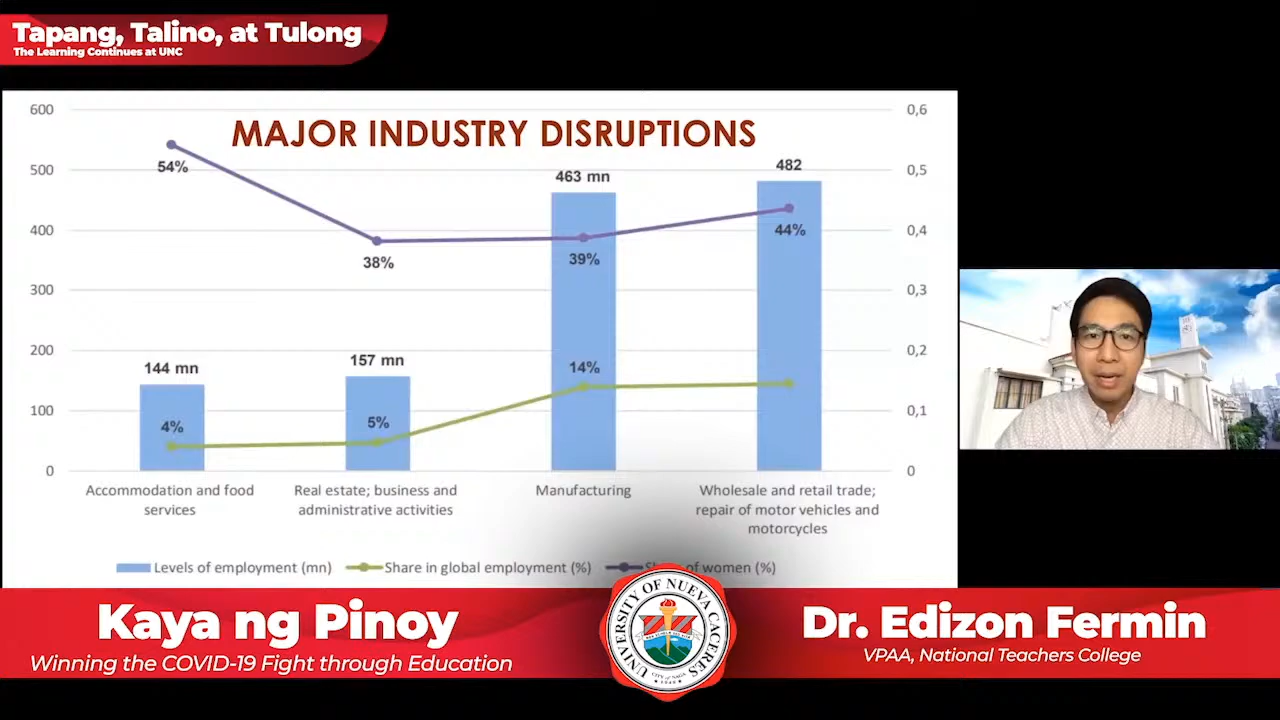 Tapang, Talino, at Tulong
The Learning Continues at UNC
MAJOR INDUSTRY DISRUPTIONS
600
500
400
300
200
100
0
0,6
0,5
0,4
0,3
0,2
0,1
0
54%
38%
39%
44%
144 mn
157 mn
463 mn
482
4%
5%
14%
Accommodation and food
services
Real estate; business and
administrative activities
Manufacturing
Wholesale and retail trade;
repair of motor vehicles and
motorcycles
Levels of employment (mn)
Share in global employment (%)
of women (%)
Kaya ng Pinoy
Winning the COVID-19 Fight through Education
UNIVERSITY OF NUEVA CACERES
CITY OF NAGA
Dr. Edizon Fermin
VPAA, National Teachers College